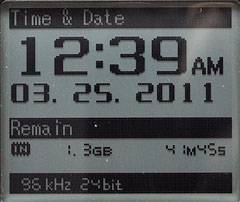 Time & Date
12:39AM
03. 25. 2011
Remain
IN 1.3GB 41M45s
96kHz 24bit